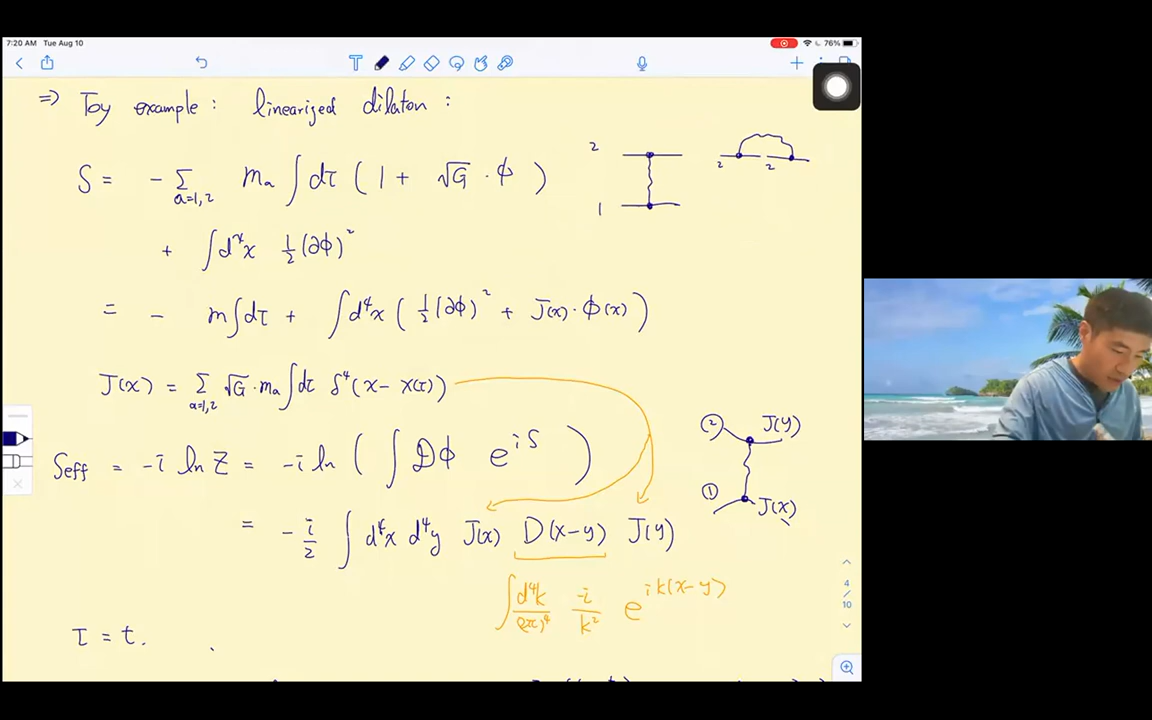 7:20 AM Tue Aug 10 76%
⇒ Toy example : linearized dilaton :
S = - Σ_{a=1,2} m_a ∫dτ ( 1 + √G · φ )
+ ∫d⁴x ½(∂φ)²
= - m∫dτ + ∫d⁴x ( ½(∂φ)² + J(x)·φ(x) )
J(x) = Σ_{a=1,2} √G · m_a ∫dτ δ⁴(x - x(τ))
S_eff = -i ln Z = -i ln ( ∫ Dφ e^{iS} )
= - i/2 ∫ d⁴x d⁴y J(x) D(x-y) J(y)
∫ d⁴k/(2π)⁴ -i/k² e^{ik(x-y)}
τ = t.
2
1
2 2
② J(y)
① J(x)
4
/
10